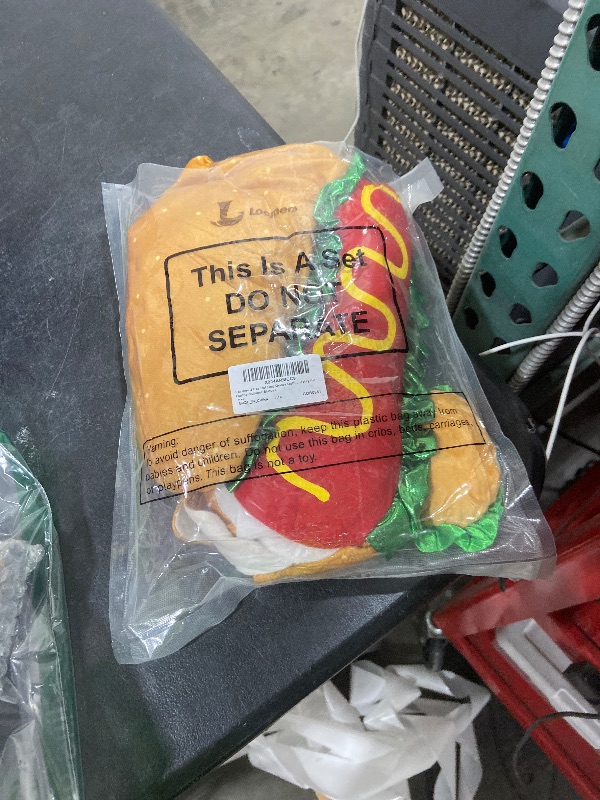 This Is A Set
DO NOT
SEPARATE
Warning:
To avoid danger of suffocation, keep this plastic bag away from
babies and children. Do not use this bag in cribs, beds, carriages,
or playpens. This bag is not a toy.